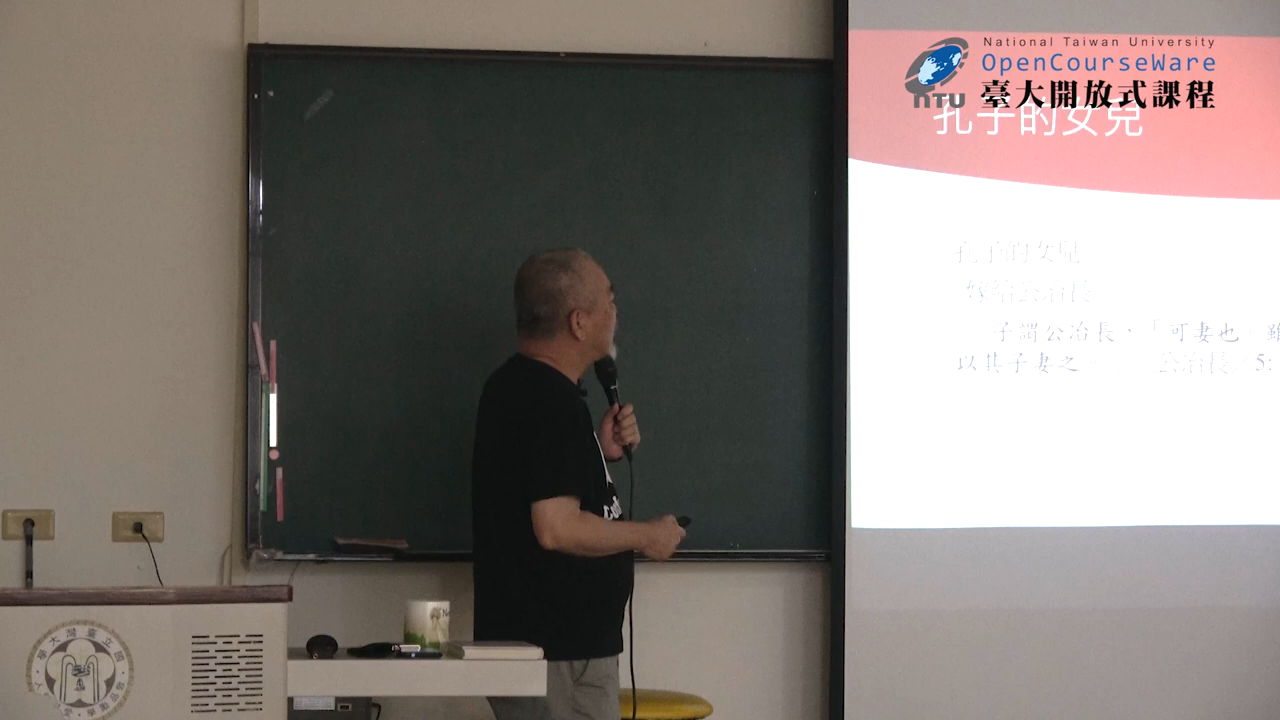 National Taiwan University
OpenCourseWare
NTU
臺大開放式課程
孔子的女兒
孔子的女兒
嫁給公冶長
子謂公冶長，「可妻也，雖
以其子妻之 公冶長 5: